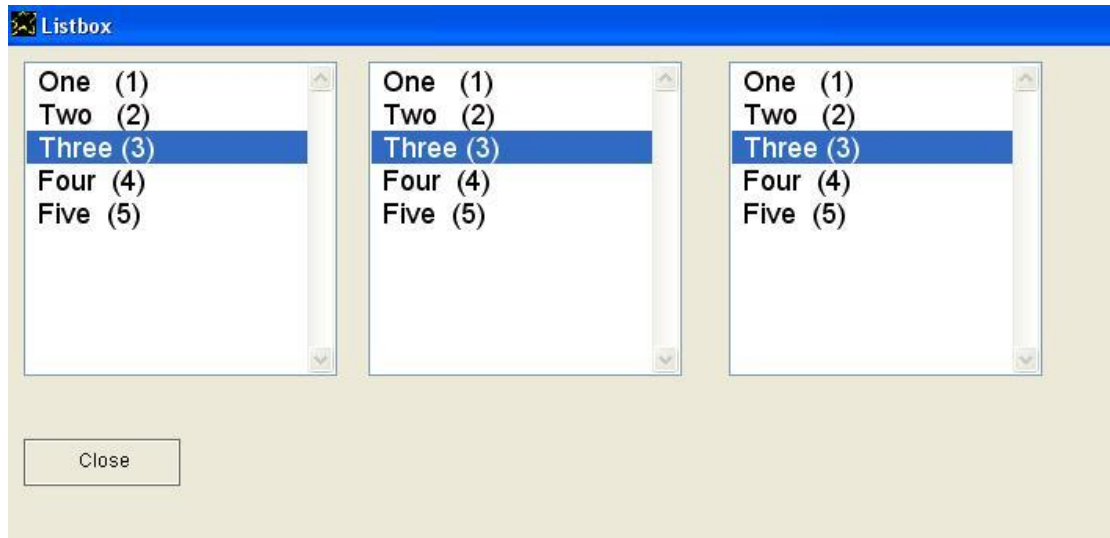 Listbox
One (1)
Two (2)
Three (3)
Four (4)
Five (5)
One (1)
Two (2)
Three (3)
Four (4)
Five (5)
One (1)
Two (2)
Three (3)
Four (4)
Five (5)
Close